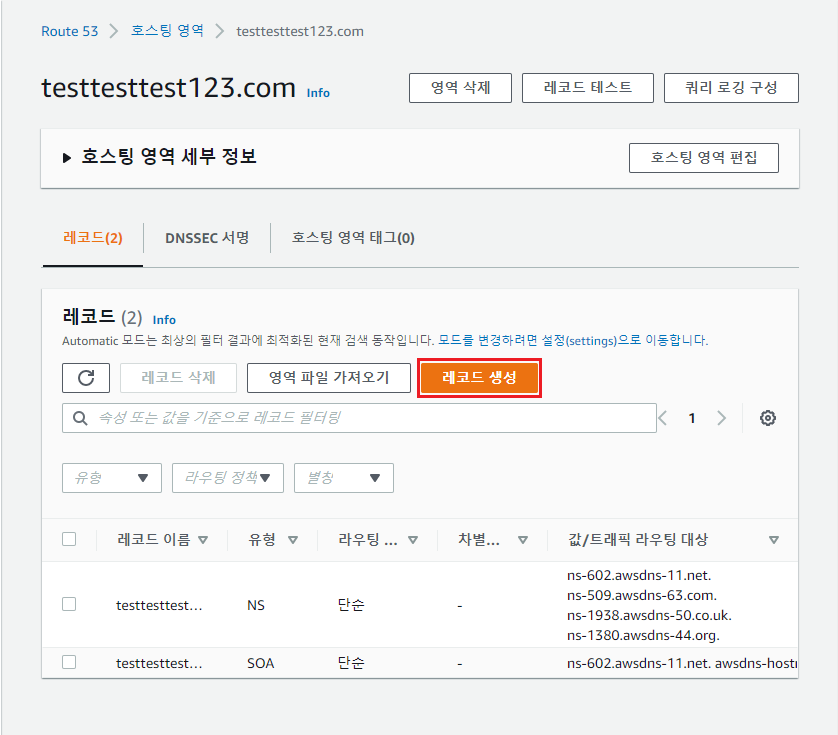 Route 53 > 호스팅 영역 > testtesttest123.com
testtesttest123.com Info 영역 삭제 레코드 테스트 쿼리 로깅 구성
호스팅 영역 세부 정보 호스팅 영역 편집
레코드(2) DNSSEC 서명 호스팅 영역 태그(0)
레코드 (2) Info
Automatic 모드는 최상의 필터 결과에 최적화된 현재 검색 동작입니다. 모드를 변경하려면 설정(settings)으로 이동합니다.
레코드 삭제 영역 파일 가져오기 레코드 생성
속성 또는 값을 기준으로 레코드 필터링 1
유형 라우팅 정책 별칭
레코드 이름 유형 라우팅 ... 차별... 값/트래픽 라우팅 대상
ns-602.awsdns-11.net.
ns-509.awsdns-63.com.
testtesttest... NS 단순 -
ns-1938.awsdns-50.co.uk.
ns-1380.awsdns-44.org.
testtesttest... SOA 단순 - ns-602.awsdns-11.net. awsdns-hostr